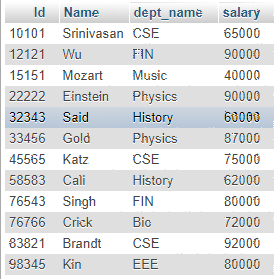 Id Name dept_name salary
10101 Srinivasan CSE 65000
12121 Wu FIN 90000
15151 Mozart Music 40000
22222 Einstein Physics 90000
32343 Said History 60000
33456 Gold Physics 87000
45565 Katz CSE 75000
58583 Cali History 62000
76543 Singh FIN 80000
76766 Crick Bio 72000
83821 Brandt CSE 92000
98345 Kin EEE 80000